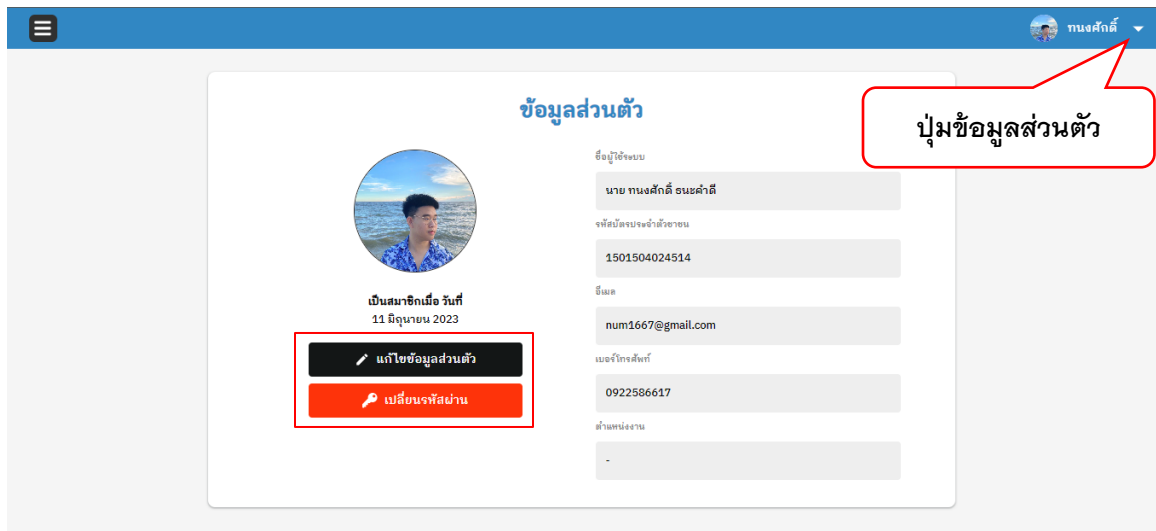 ทนงศักดิ์
ข้อมูลส่วนตัว
ปุ่มข้อมูลส่วนตัว
เป็นสมาชิกเมื่อ วันที่
11 มิถุนายน 2023
แก้ไขข้อมูลส่วนตัว
เปลี่ยนรหัสผ่าน
ชื่อผู้ใช้ระบบ
นาย ทนงศักดิ์ ธนะคำดี
รหัสบัตรประจำตัวประชาชน
1501504024514
อีเมล
num1667@gmail.com
เบอร์โทรศัพท์
0922586617
ตำแหน่งงาน
-